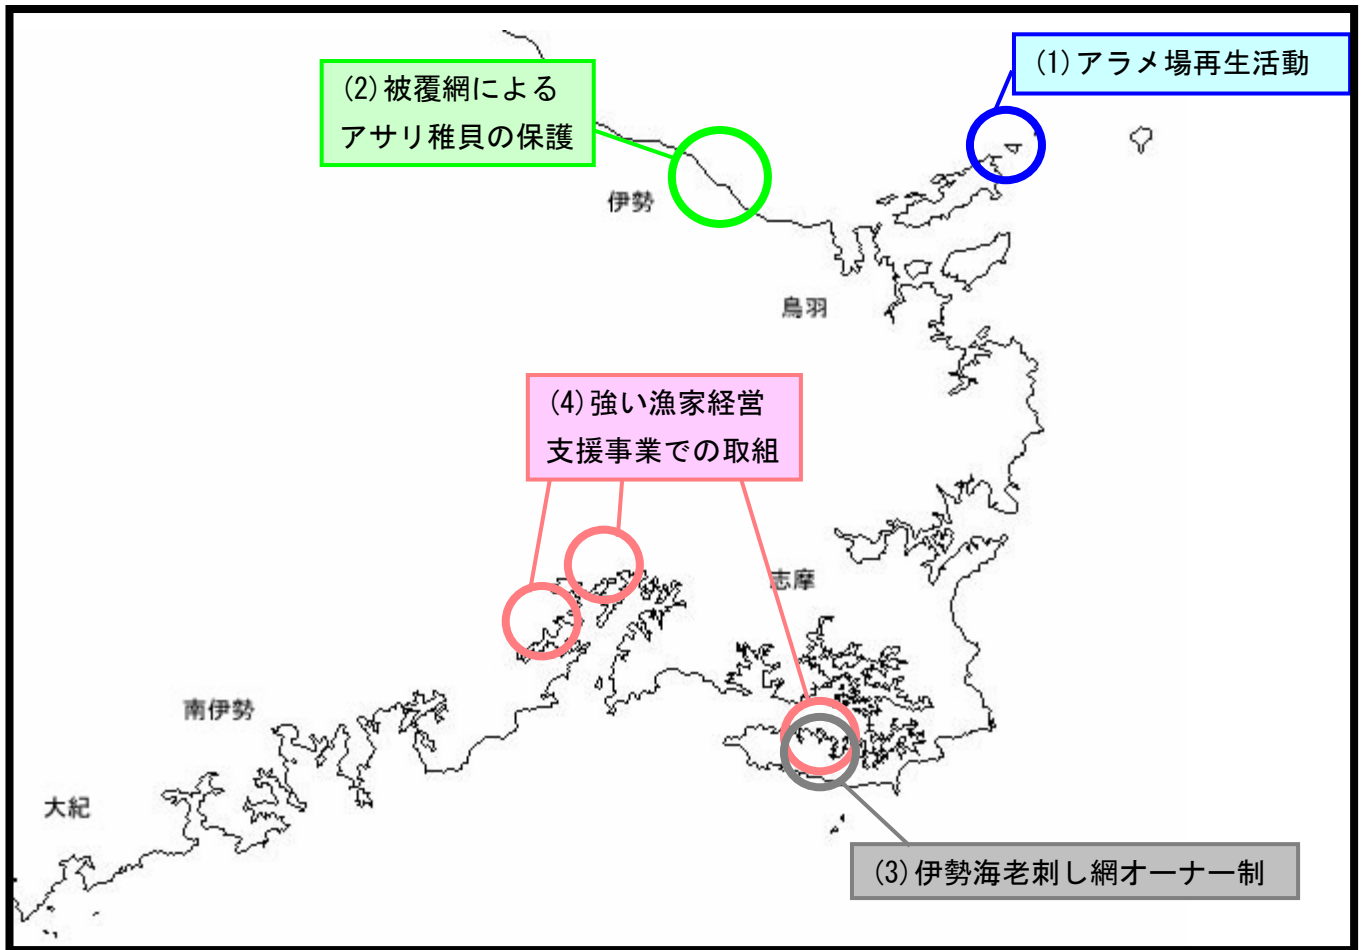 (1)アラメ場再生活動
(2)被覆網による
アサリ稚貝の保護
伊勢
鳥羽
(4)強い漁家経営
支援事業での取組
志摩
南伊勢
大紀
(3)伊勢海老刺し網オーナー制